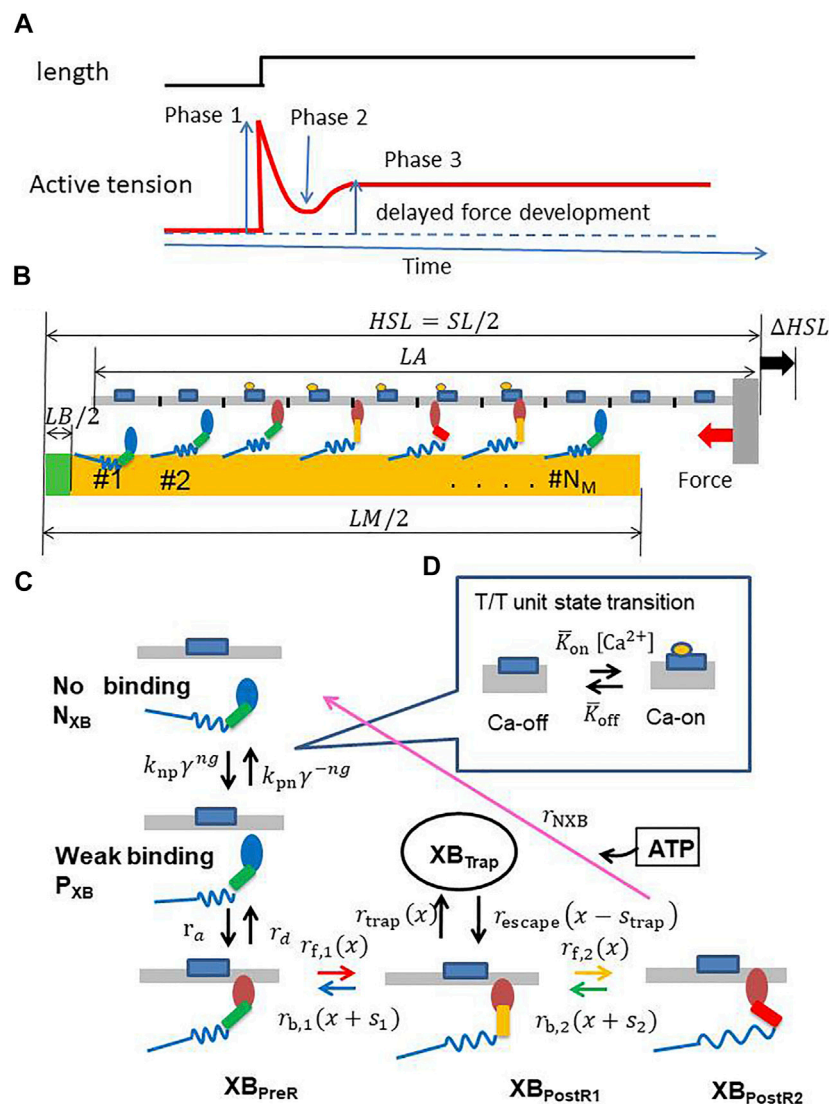 A
length
Phase 1
Phase 2
Phase 3
Active tension
delayed force development
Time
B
HSL = SL/2
ΔHSL
LA
LB/2
#1
#2
. . . .
#N_M
Force
LM/2
C
D
T/T unit state transition
K̅_on [Ca²⁺]
K̅_off
Ca-off
Ca-on
No binding
N_XB
k_np γ^ng
k_pn γ^-ng
r_NXB
ATP
Weak binding
P_XB
XB_Trap
r_a
r_d
r_trap(x)
r_escape(x − s_trap)
r_f,1(x)
r_f,2(x)
r_b,1(x + s_1)
r_b,2(x + s_2)
XB_PreR
XB_PostR1
XB_PostR2